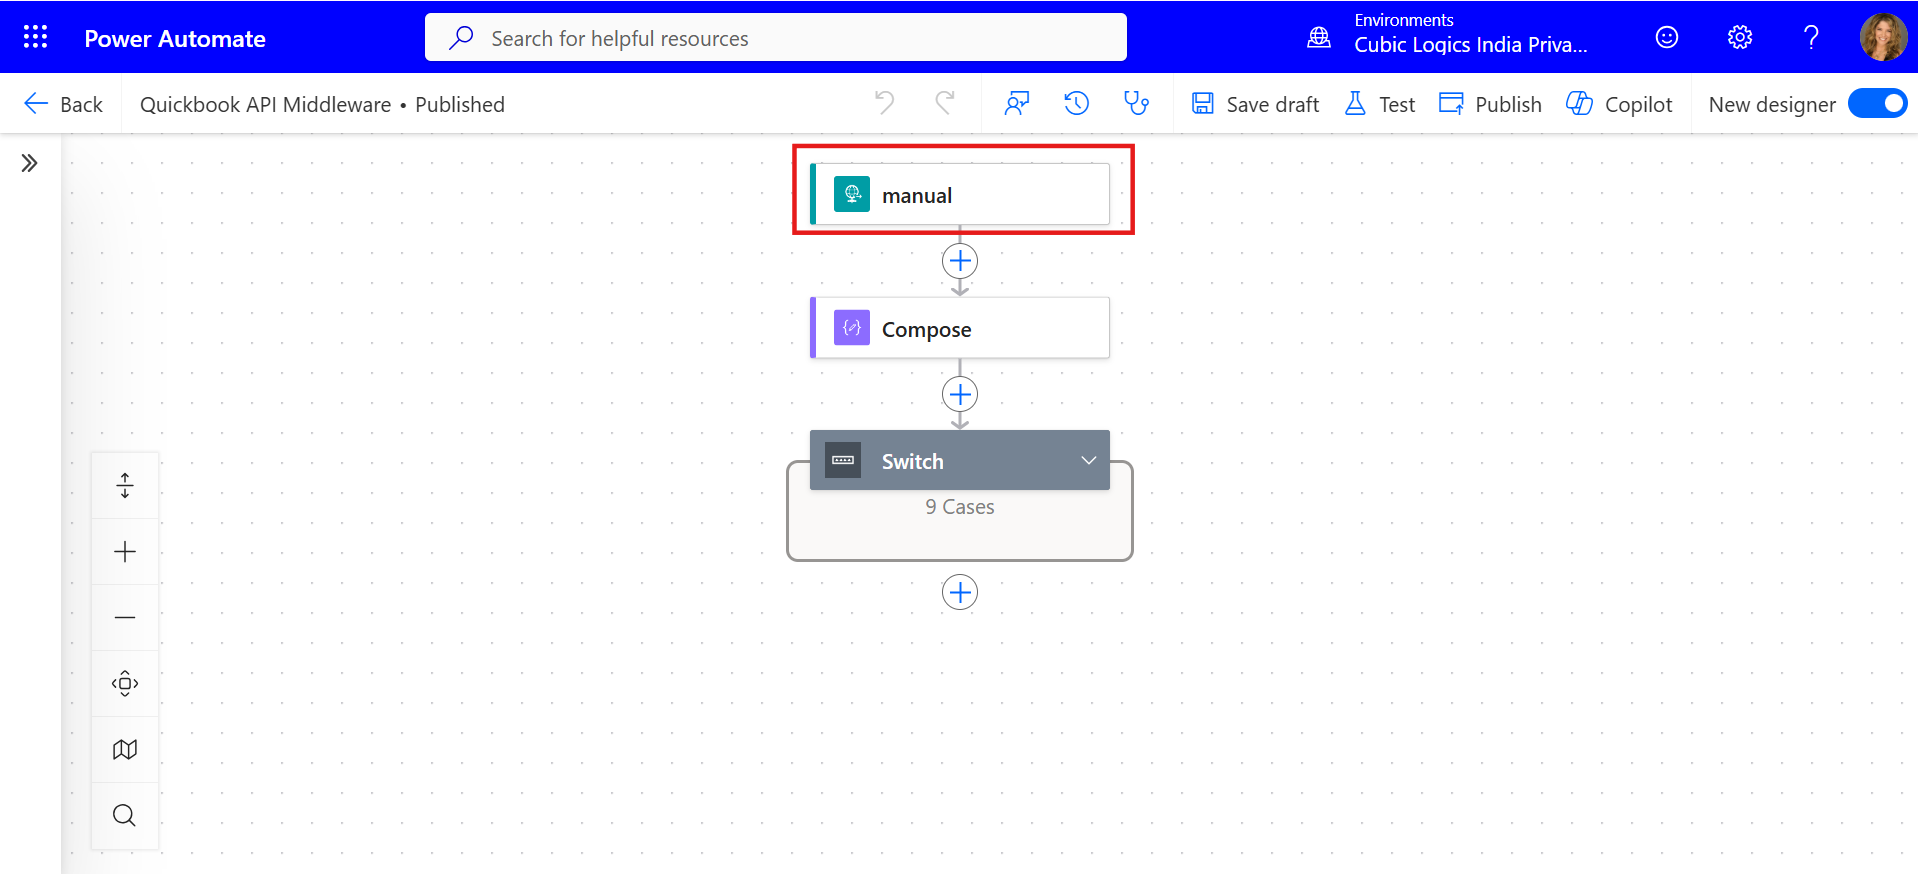 Power Automate
Search for helpful resources
Environments
Cubic Logics India Priva...
Back
Quickbook API Middleware • Published
Save draft
Test
Publish
Copilot
New designer
manual
Compose
Switch
9 Cases